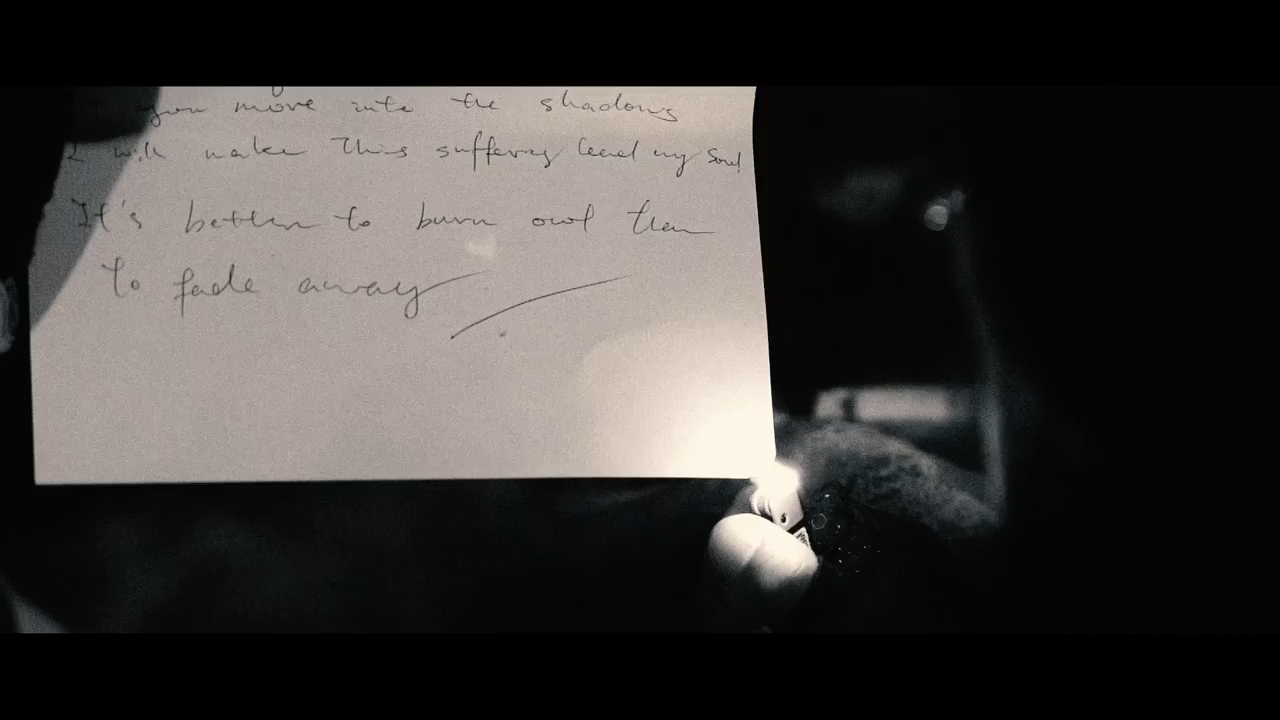 you move into the shadows
I will make This suffering lead my Soul
It's better to burn out than
To fade away